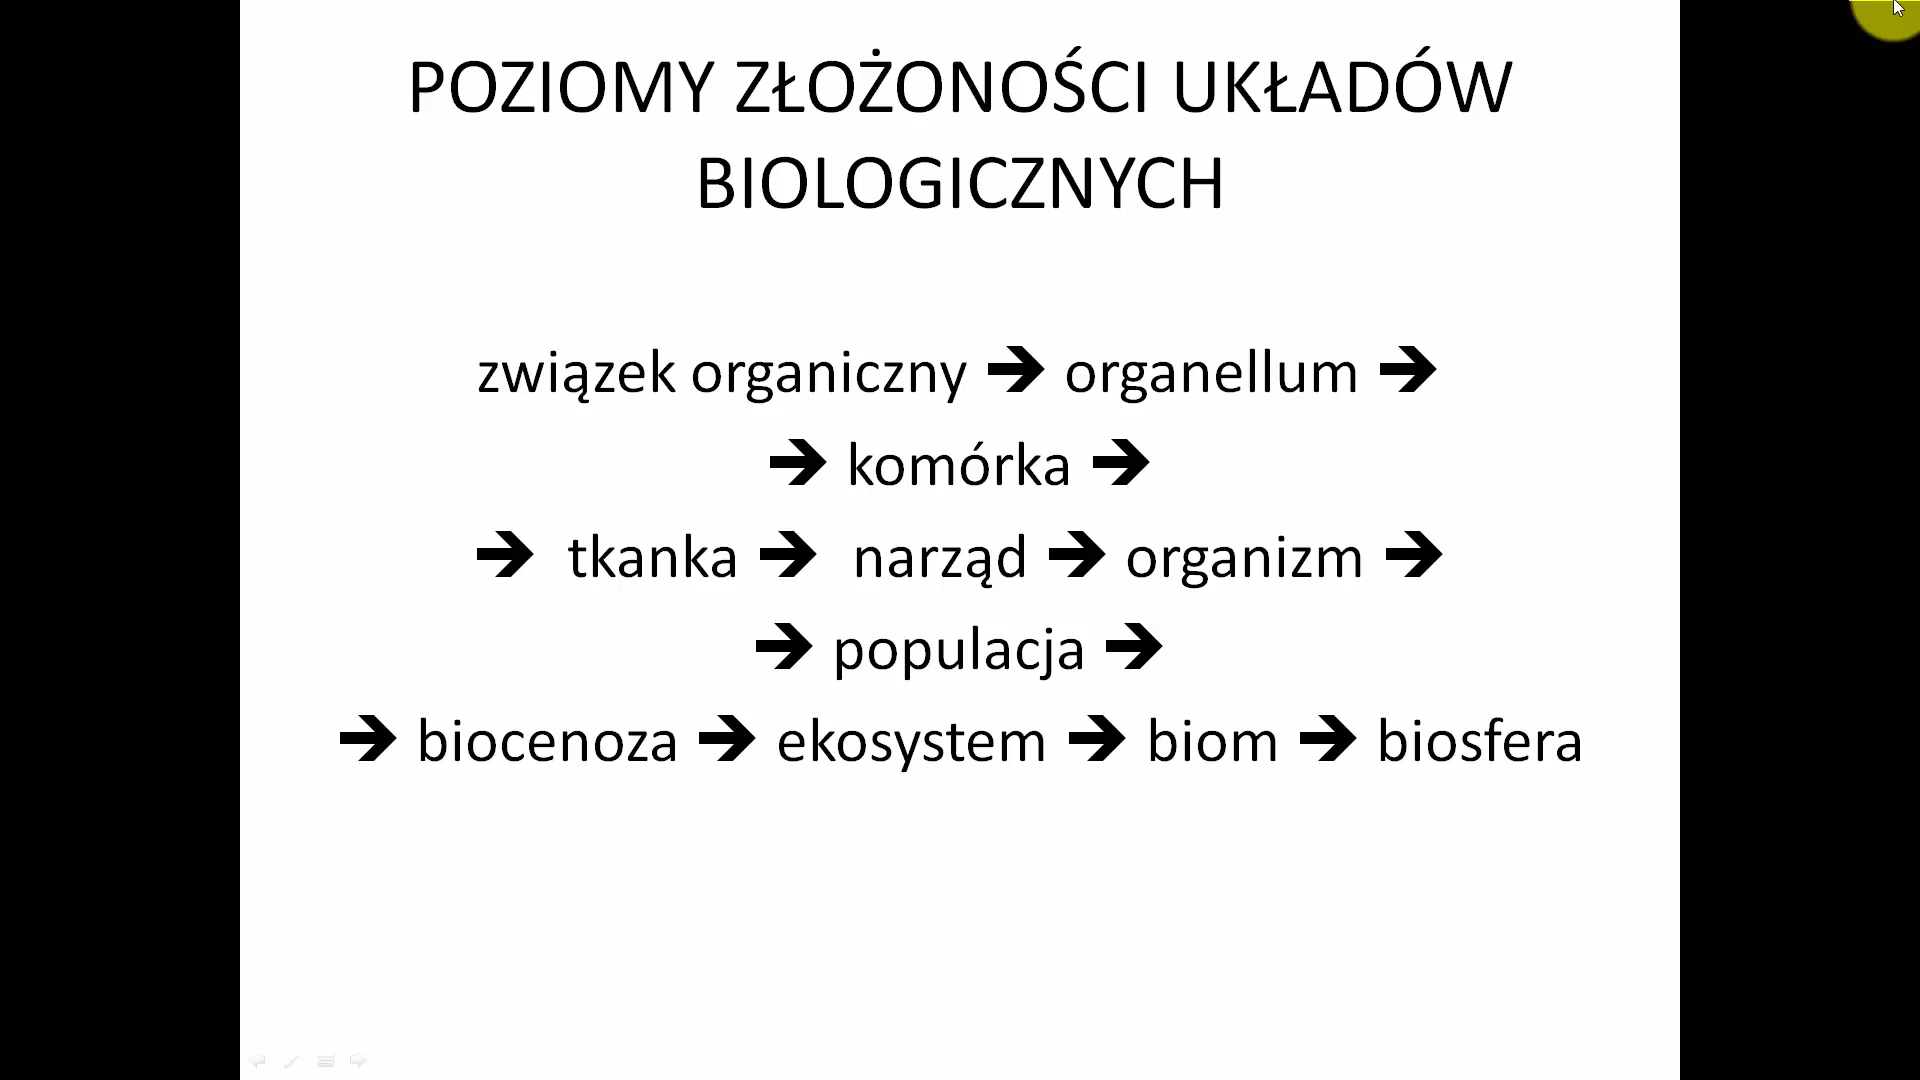 POZIOMY ZŁOŻONOŚCI UKŁADÓW
BIOLOGICZNYCH
związek organiczny ➔ organellum ➔
➔ komórka ➔
➔ tkanka ➔ narząd ➔ organizm ➔
➔ populacja ➔
➔ biocenoza ➔ ekosystem ➔ biom ➔ biosfera